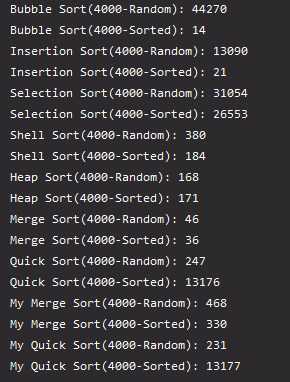 Bubble Sort(4000-Random): 44270
Bubble Sort(4000-Sorted): 14
Insertion Sort(4000-Random): 13090
Insertion Sort(4000-Sorted): 21
Selection Sort(4000-Random): 31054
Selection Sort(4000-Sorted): 26553
Shell Sort(4000-Random): 380
Shell Sort(4000-Sorted): 184
Heap Sort(4000-Random): 168
Heap Sort(4000-Sorted): 171
Merge Sort(4000-Random): 46
Merge Sort(4000-Sorted): 36
Quick Sort(4000-Random): 247
Quick Sort(4000-Sorted): 13176
My Merge Sort(4000-Random): 468
My Merge Sort(4000-Sorted): 330
My Quick Sort(4000-Random): 231
My Quick Sort(4000-Sorted): 13177